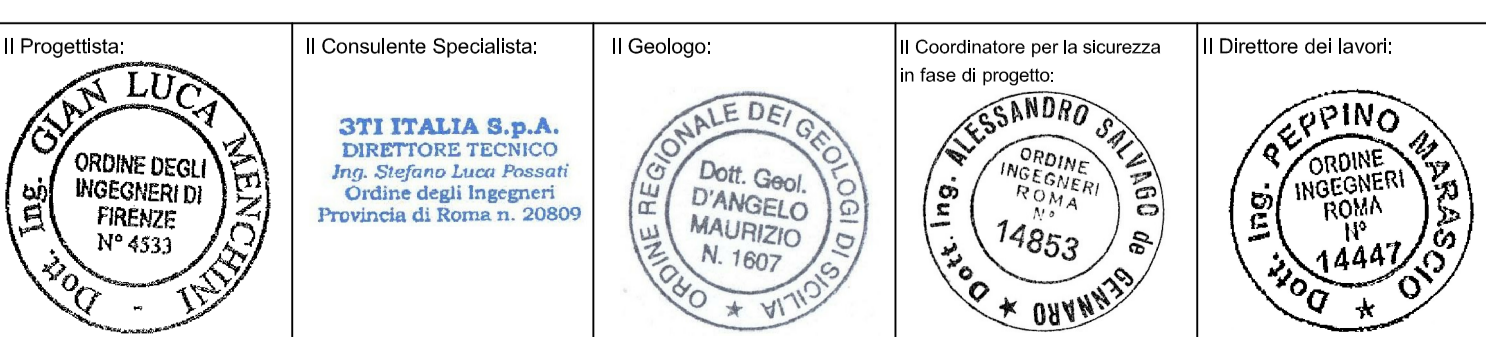 Il Progettista:
Dott. Ing. GIAN LUCA MENCHINI -
ORDINE DEGLI
INGEGNERI DI
FIRENZE
N° 4533
Il Consulente Specialista:
3TI ITALIA S.p.A.
DIRETTORE TECNICO
Ing. Stefano Luca Possati
Ordine degli Ingegneri
Provincia di Roma n. 20809
Il Geologo:
ORDINE REGIONALE DEI GEOLOGI DI SICILIA ★
Dott. Geol.
D'ANGELO
MAURIZIO
N. 1607
Il Coordinatore per la sicurezza
in fase di progetto:
Dott. Ing. ALESSANDRO SALVAGO de GENNARO ★
ORDINE
INGEGNERI
ROMA
N°
14853
Il Direttore dei lavori:
Dott. Ing. PEPPINO MARASCIO ★
ORDINE
INGEGNERI
ROMA
N°
14447